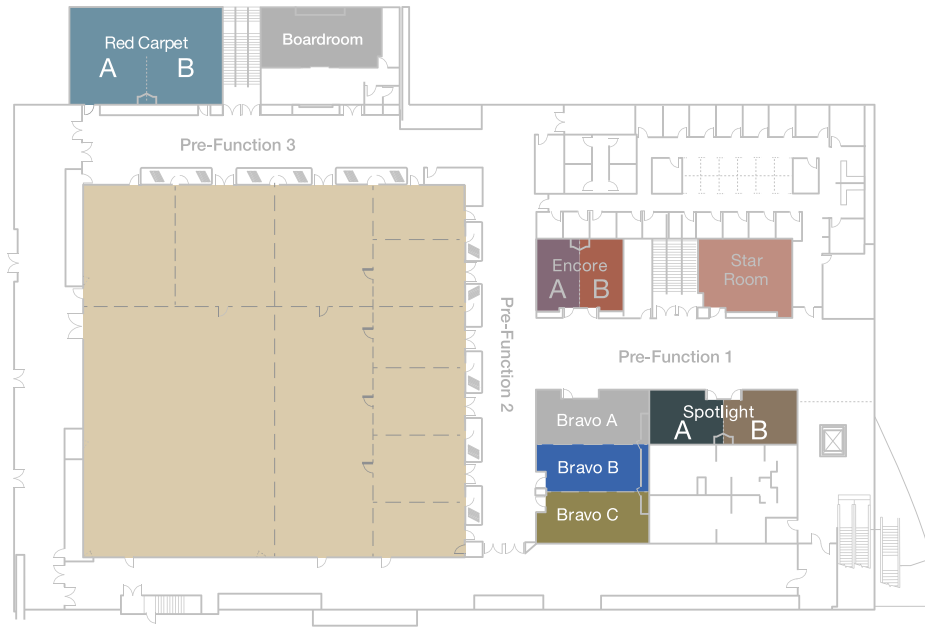 Red Carpet
A B
Boardroom
Pre-Function 3
Encore
A B
Star
Room
Pre-Function 2
Pre-Function 1
Bravo A
Spotlight
A B
Bravo B
Bravo C